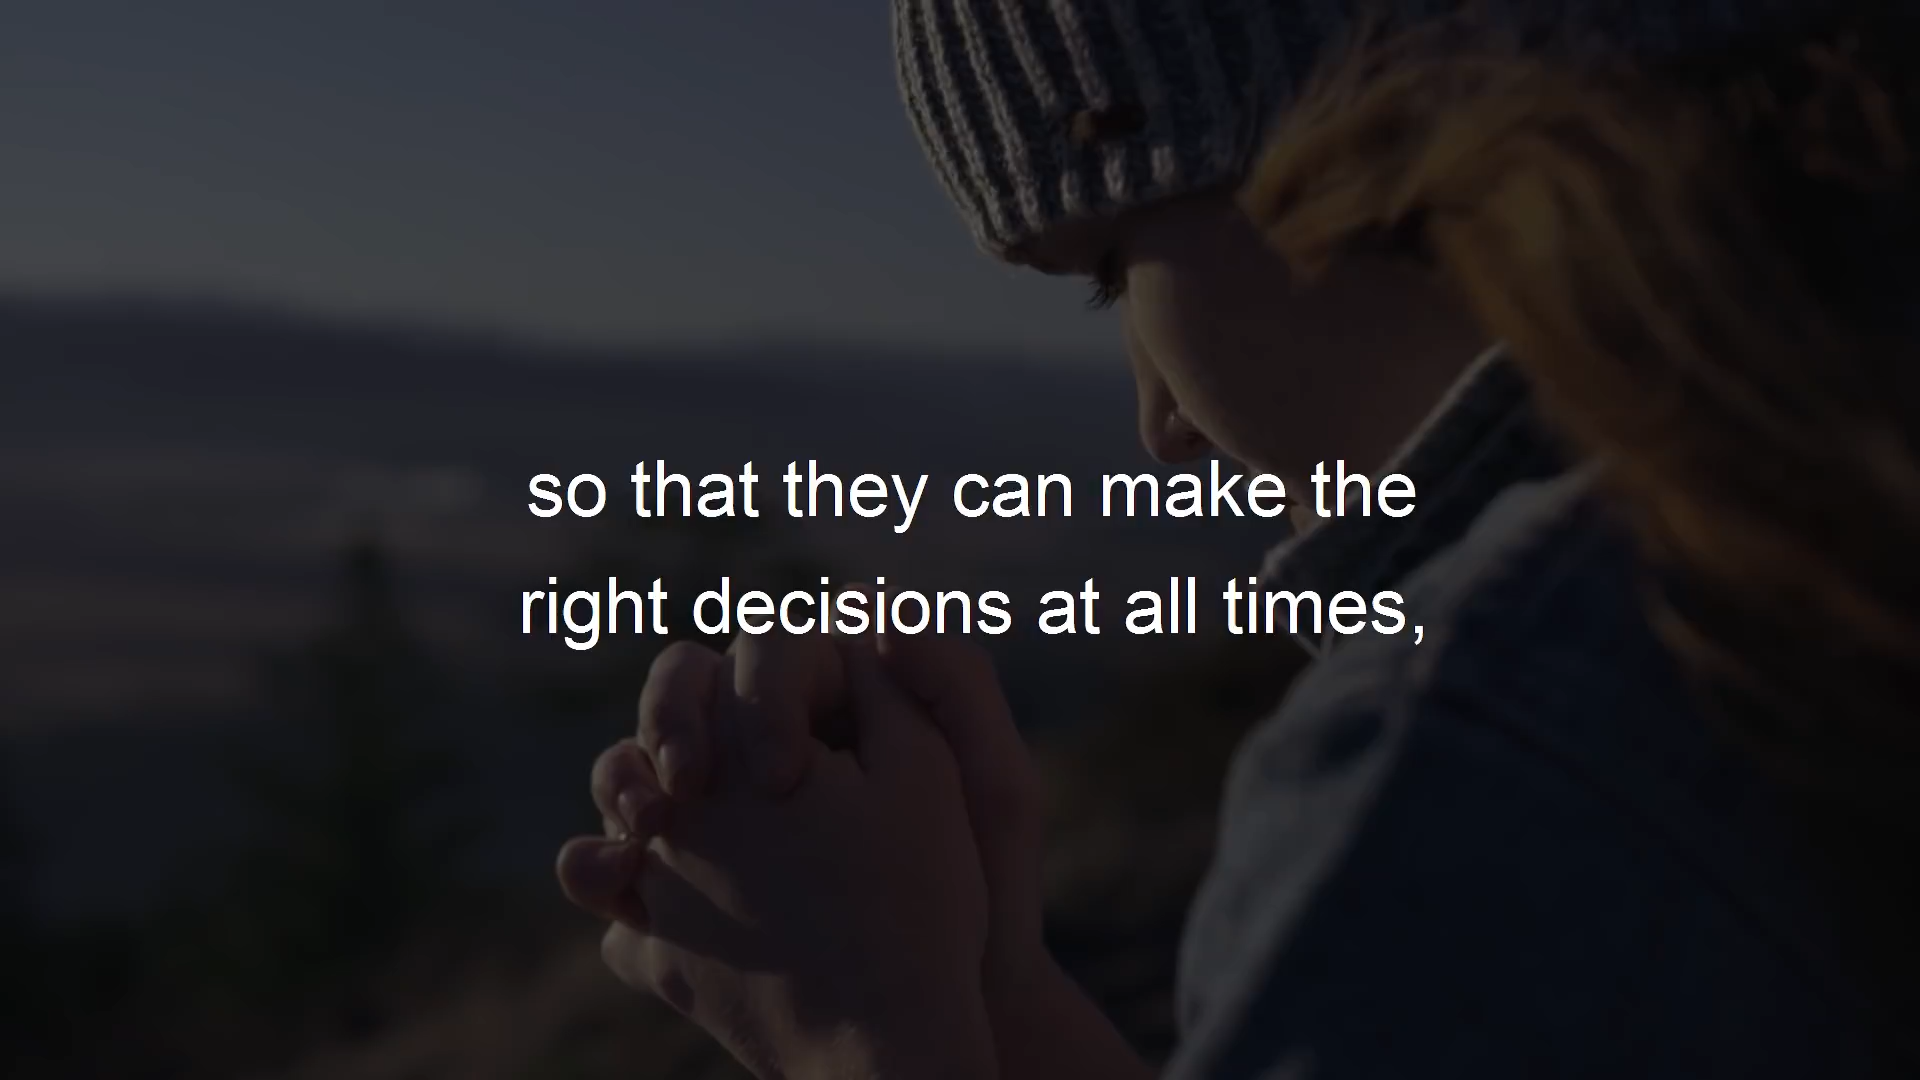 so that they can make the
right decisions at all times,